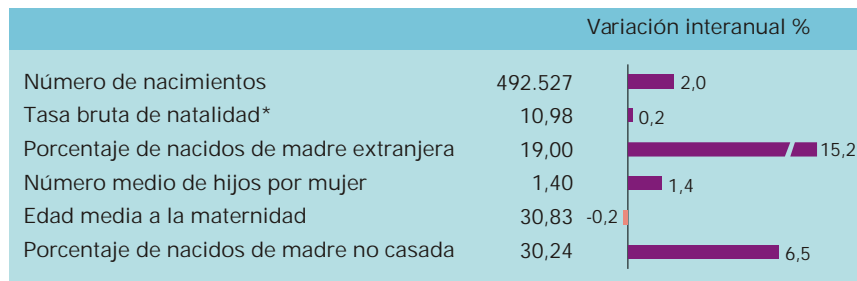 Variación interanual %
Número de nacimientos 492.527 2,0
Tasa bruta de natalidad* 10,98 0,2
Porcentaje de nacidos de madre extranjera 19,00 15,2
Número medio de hijos por mujer 1,40 1,4
Edad media a la maternidad 30,83 -0,2
Porcentaje de nacidos de madre no casada 30,24 6,5